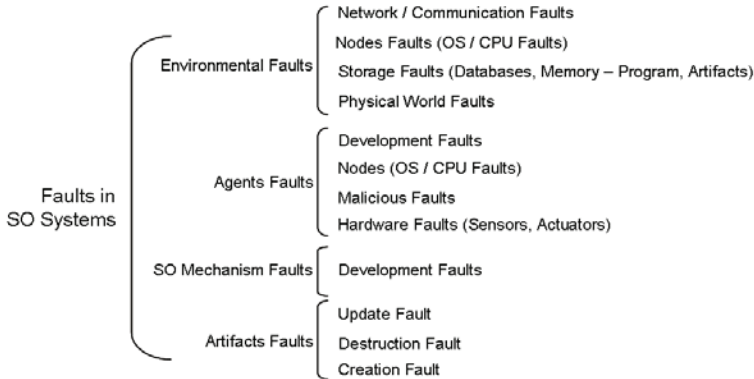 Faults in
SO Systems
Environmental Faults
Network / Communication Faults
Nodes Faults (OS / CPU Faults)
Storage Faults (Databases, Memory – Program, Artifacts)
Physical World Faults
Agents Faults
Development Faults
Nodes (OS / CPU Faults)
Malicious Faults
Hardware Faults (Sensors, Actuators)
SO Mechanism Faults
Development Faults
Artifacts Faults
Update Fault
Destruction Fault
Creation Fault